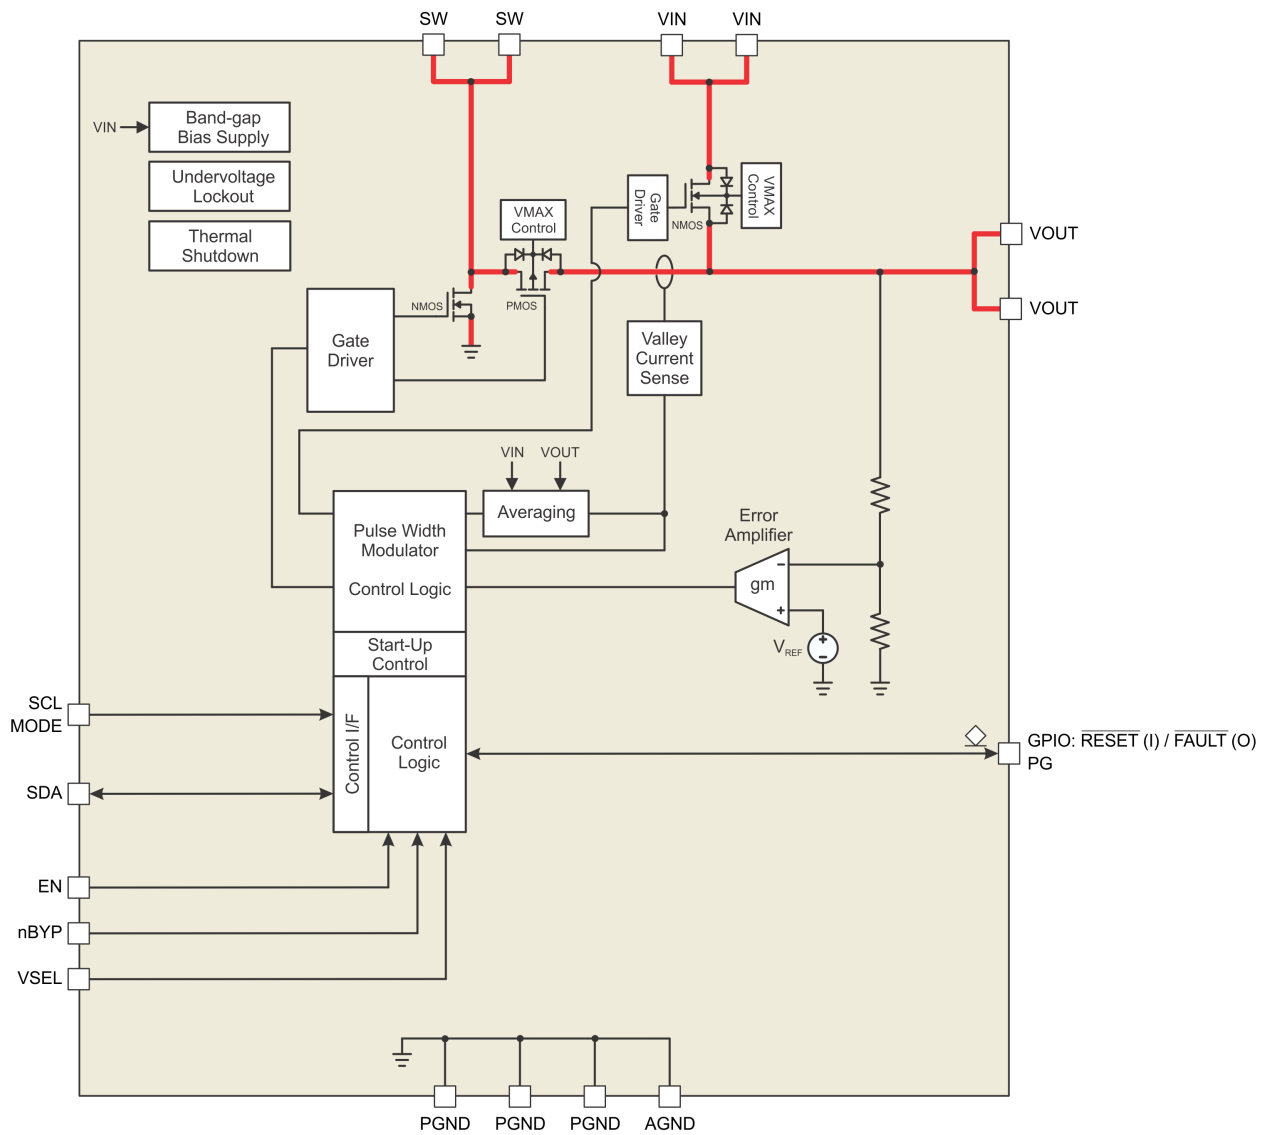 SW
SW
VIN
VIN
VIN
Band-gap
Bias Supply
Undervoltage
Lockout
Thermal
Shutdown
VMAX
Control
Gate
Driver
NMOS
VMAX
Control
VOUT
VOUT
NMOS
PMOS
Gate
Driver
Valley
Current
Sense
VIN
VOUT
Pulse Width
Modulator
Control Logic
Averaging
Error
Amplifier
−
gm
+
VREF
+
−
Start-Up
Control
SCL
MODE
Control I/F
Control
Logic
GPIO: RESET (I) / FAULT (O)
PG
SDA
EN
nBYP
VSEL
PGND
PGND
PGND
AGND